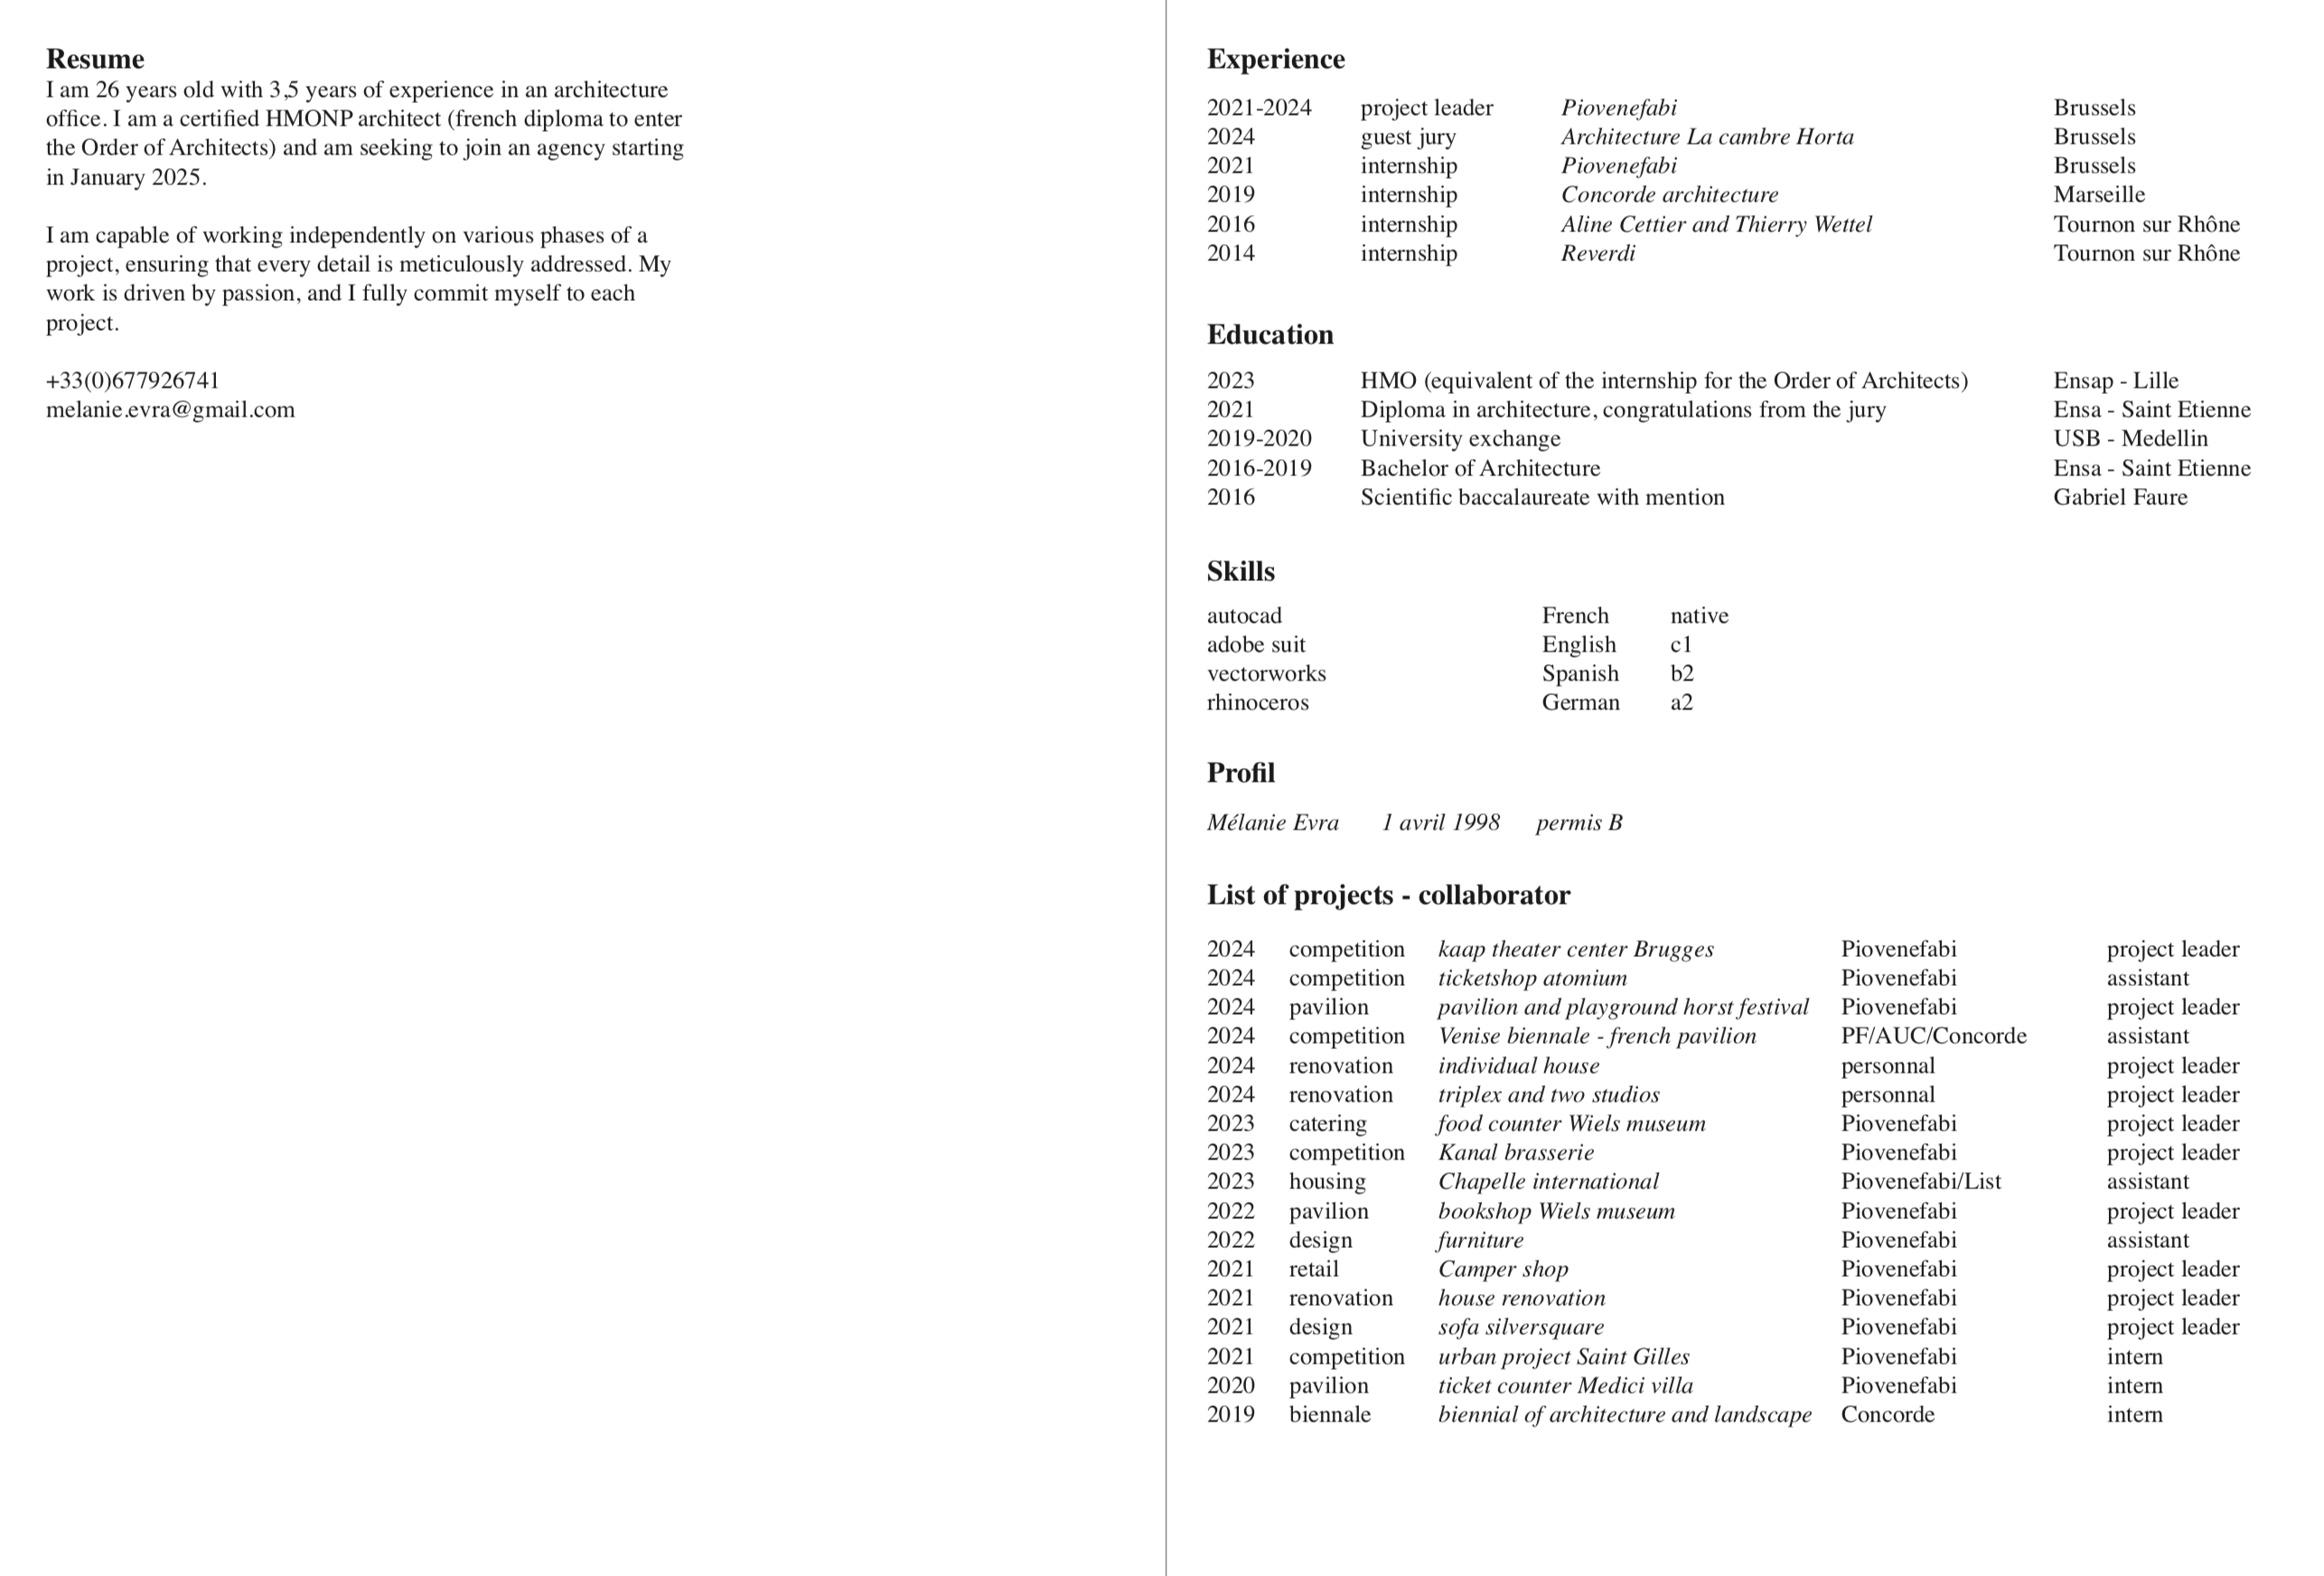 Resume
I am 26 years old with 3,5 years of experience in an architecture
office. I am a certified HMONP architect (french diploma to enter
the Order of Architects) and am seeking to join an agency starting
in January 2025.
I am capable of working independently on various phases of a
project, ensuring that every detail is meticulously addressed. My
work is driven by passion, and I fully commit myself to each
project.
+33(0)677926741
melanie.evra@gmail.com
Experience
2021-2024 project leader Piovenefabi Brussels
2024 guest jury Architecture La cambre Horta Brussels
2021 internship Piovenefabi Brussels
2019 internship Concorde architecture Marseille
2016 internship Aline Cettier and Thierry Wettel Tournon sur Rhône
2014 internship Reverdi Tournon sur Rhône
Education
2023 HMO (equivalent of the internship for the Order of Architects) Ensap - Lille
2021 Diploma in architecture, congratulations from the jury Ensa - Saint Etienne
2019-2020 University exchange USB - Medellin
2016-2019 Bachelor of Architecture Ensa - Saint Etienne
2016 Scientific baccalaureate with mention Gabriel Faure
Skills
autocad French native
adobe suit English c1
vectorworks Spanish b2
rhinoceros German a2
Profil
Mélanie Evra 1 avril 1998 permis B
List of projects - collaborator
2024 competition kaap theater center Brugges Piovenefabi project leader
2024 competition ticketshop atomium Piovenefabi assistant
2024 pavilion pavilion and playground horst festival Piovenefabi project leader
2024 competition Venise biennale - french pavilion PF/AUC/Concorde assistant
2024 renovation individual house personnal project leader
2024 renovation triplex and two studios personnal project leader
2023 catering food counter Wiels museum Piovenefabi project leader
2023 competition Kanal brasserie Piovenefabi project leader
2023 housing Chapelle international Piovenefabi/List assistant
2022 pavilion bookshop Wiels museum Piovenefabi project leader
2022 design furniture Piovenefabi assistant
2021 retail Camper shop Piovenefabi project leader
2021 renovation house renovation Piovenefabi project leader
2021 design sofa silversquare Piovenefabi project leader
2021 competition urban project Saint Gilles Piovenefabi intern
2020 pavilion ticket counter Medici villa Piovenefabi intern
2019 biennale biennial of architecture and landscape Concorde intern